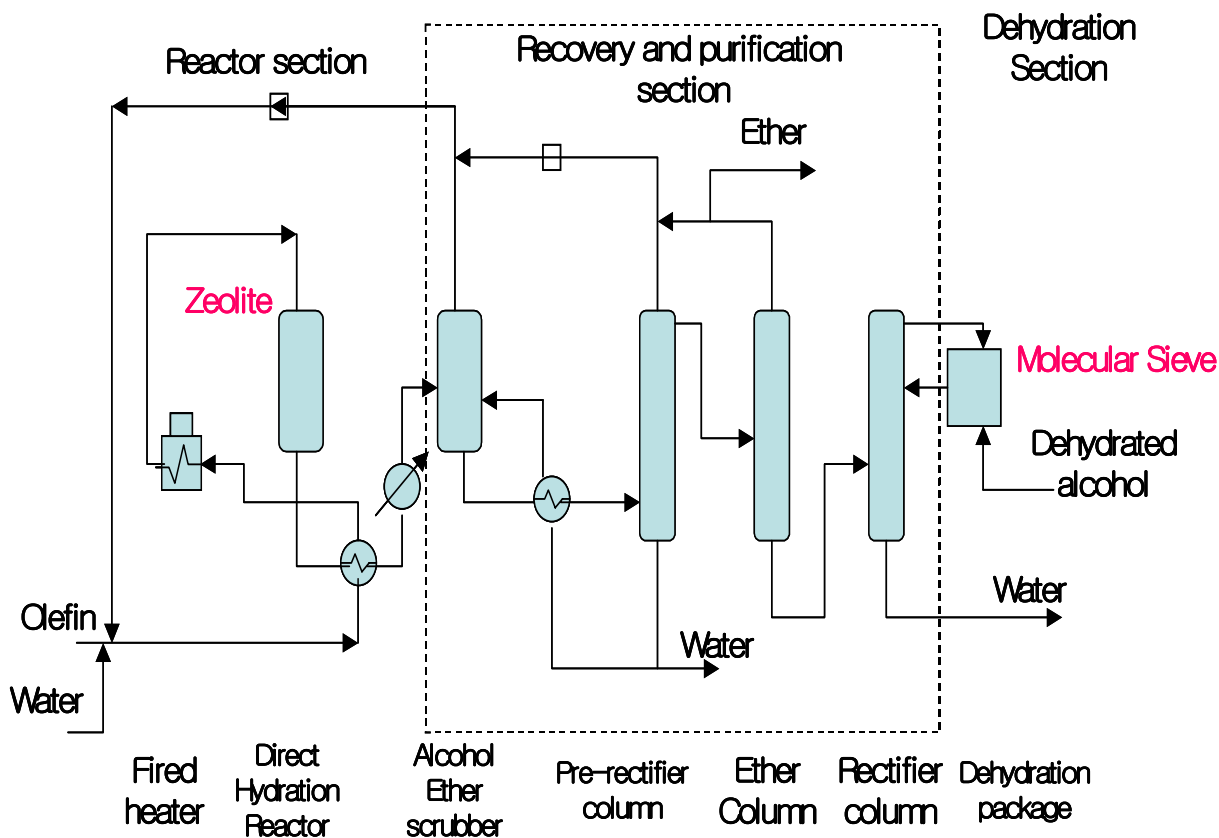 Reactor section
Recovery and purification
section
Dehydration
Section
Ether
Zeolite
Molecular Sieve
Dehydrated
alcohol
Olefin
Water
Water
Water
Fired
heater
Direct
Hydration
Reactor
Alcohol
Ether
scrubber
Pre-rectifier
column
Ether
Column
Rectifier
column
Dehydration
package